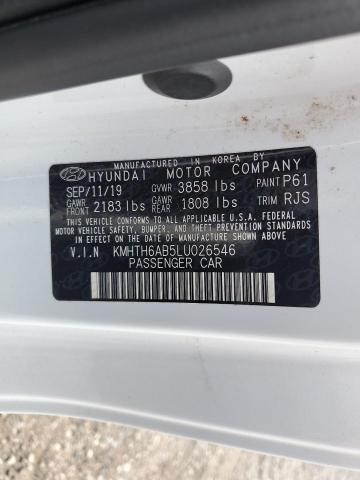 MANUFACTURED IN KOREA BY
HYUNDAI MOTOR COMPANY
SEP/11/19 GVWR 3858 lbs PAINT P61
GAWR FRONT 2183 lbs GAWR REAR 1808 lbs TRIM RJS
THIS VEHICLE CONFORMS TO ALL APPLICABLE U.S.A. FEDERAL
MOTOR VEHICLE SAFETY, BUMPER, AND THEFT PREVENTION
STANDARDS IN EFFECT ON THE DATE OF MANUFACTURE SHOWN ABOVE.
V.I.N KMHTH6AB5LU026546
PASSENGER CAR